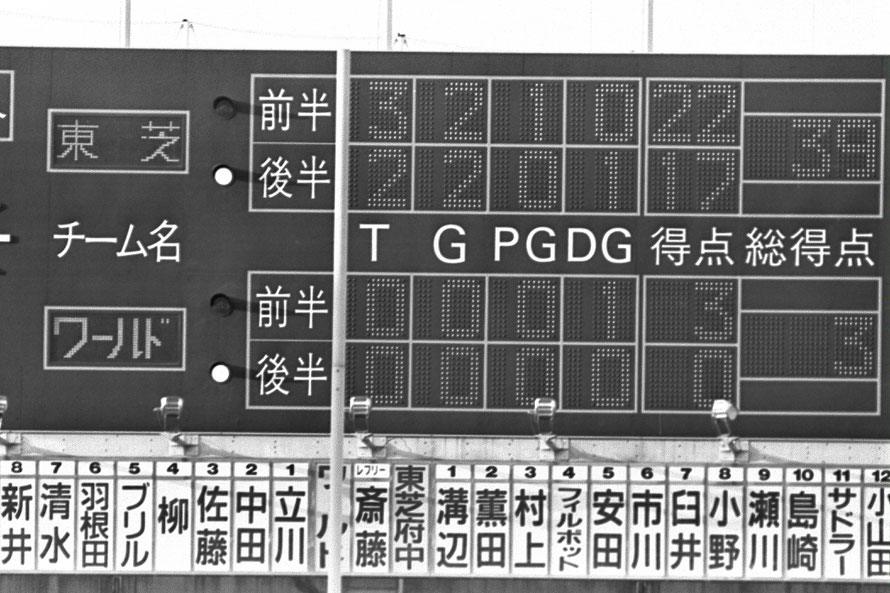 前半 3 2 1 0 22
東芝 39
後半 2 2 0 1 17
チーム名 T G PG DG 得点 総得点
前半 0 0 0 1 3
ワールド 3
後半 0 0 0 0 0
8 7 6 5 4 3 2 1 レフリー 1 2 3 4 5 6 7 8 9 10 11 12
新井 清水 羽根田 ブリル 柳 佐藤 中田 立川 斎藤 東芝府中 溝辺 薫田 村上 フィルポット 安田 市川 臼井 小野 瀬川 島崎 サドラー 小山田